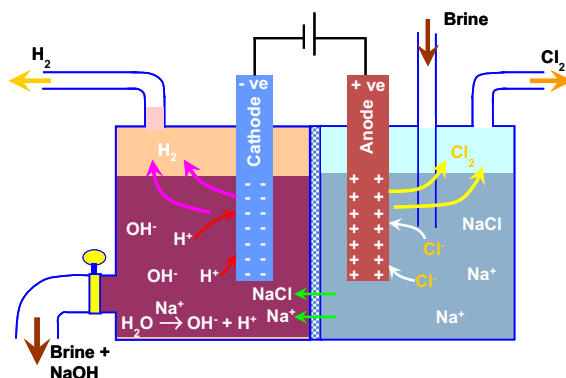 Brine
H₂
Cl₂
- ve
+ ve
Cathode
Anode
H₂
Cl₂
- -
- -
- -
- -
- -
- -
+ +
+ +
+ +
+ +
+ +
+ +
+ +
OH⁻
H⁺
NaCl
Cl⁻
OH⁻
H⁺
Cl⁻
Na⁺
NaCl
Na⁺
Na⁺
Na⁺
H₂O → OH⁻ + H⁺
Brine +
NaOH